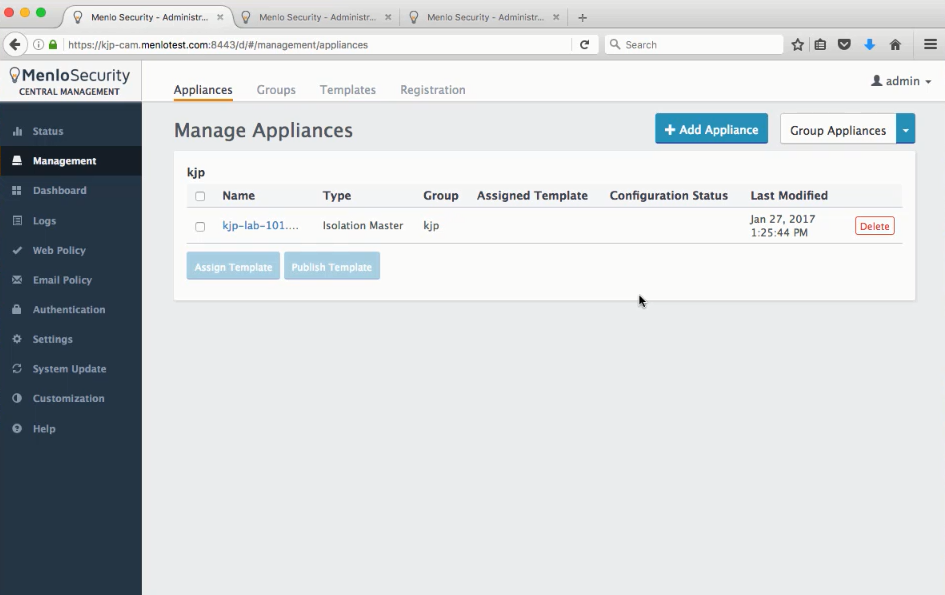 Menlo Security - Administr...
Menlo Security - Administr...
Menlo Security - Administr...
https://kjp-cam.menlotest.com:8443/d/#/management/appliances
Search
MenloSecurity
CENTRAL MANAGEMENT
Appliances
Groups
Templates
Registration
admin
Status
Management
Dashboard
Logs
Web Policy
Email Policy
Authentication
Settings
System Update
Customization
Help
Manage Appliances
Add Appliance
Group Appliances
kjp
Name Type Group Assigned Template Configuration Status Last Modified
kjp-lab-101.... Isolation Master kjp Jan 27, 2017
1:25:44 PM
Delete
Assign Template
Publish Template